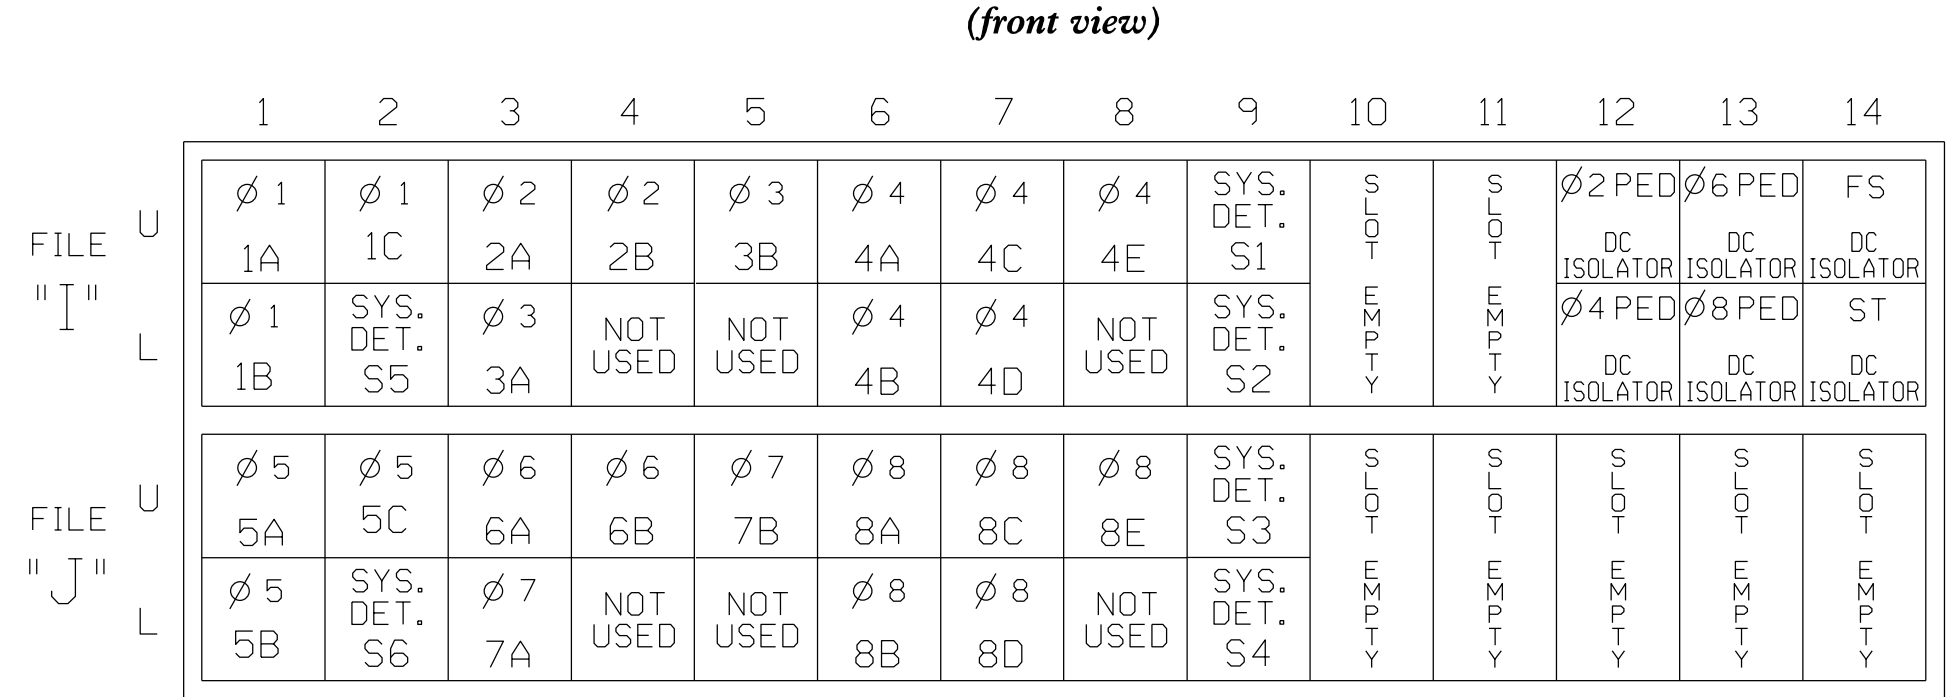 (front view)
1 2 3 4 5 6 7 8 9 10 11 12 13 14
FILE "I"
U
Ø 1 1A
Ø 1 1C
Ø 2 2A
Ø 2 2B
Ø 3 3B
Ø 4 4A
Ø 4 4C
Ø 4 4E
SYS. DET. S1
SLOT EMPTY
SLOT EMPTY
Ø2 PED DC ISOLATOR
Ø6 PED DC ISOLATOR
FS DC ISOLATOR
L
Ø 1 1B
SYS. DET. S5
Ø 3 3A
NOT USED
NOT USED
Ø 4 4B
Ø 4 4D
NOT USED
SYS. DET. S2
Ø4 PED DC ISOLATOR
Ø8 PED DC ISOLATOR
ST DC ISOLATOR
FILE "J"
U
Ø 5 5A
Ø 5 5C
Ø 6 6A
Ø 6 6B
Ø 7 7B
Ø 8 8A
Ø 8 8C
Ø 8 8E
SYS. DET. S3
SLOT EMPTY
SLOT EMPTY
SLOT EMPTY
SLOT EMPTY
SLOT EMPTY
L
Ø 5 5B
SYS. DET. S6
Ø 7 7A
NOT USED
NOT USED
Ø 8 8B
Ø 8 8D
NOT USED
SYS. DET. S4